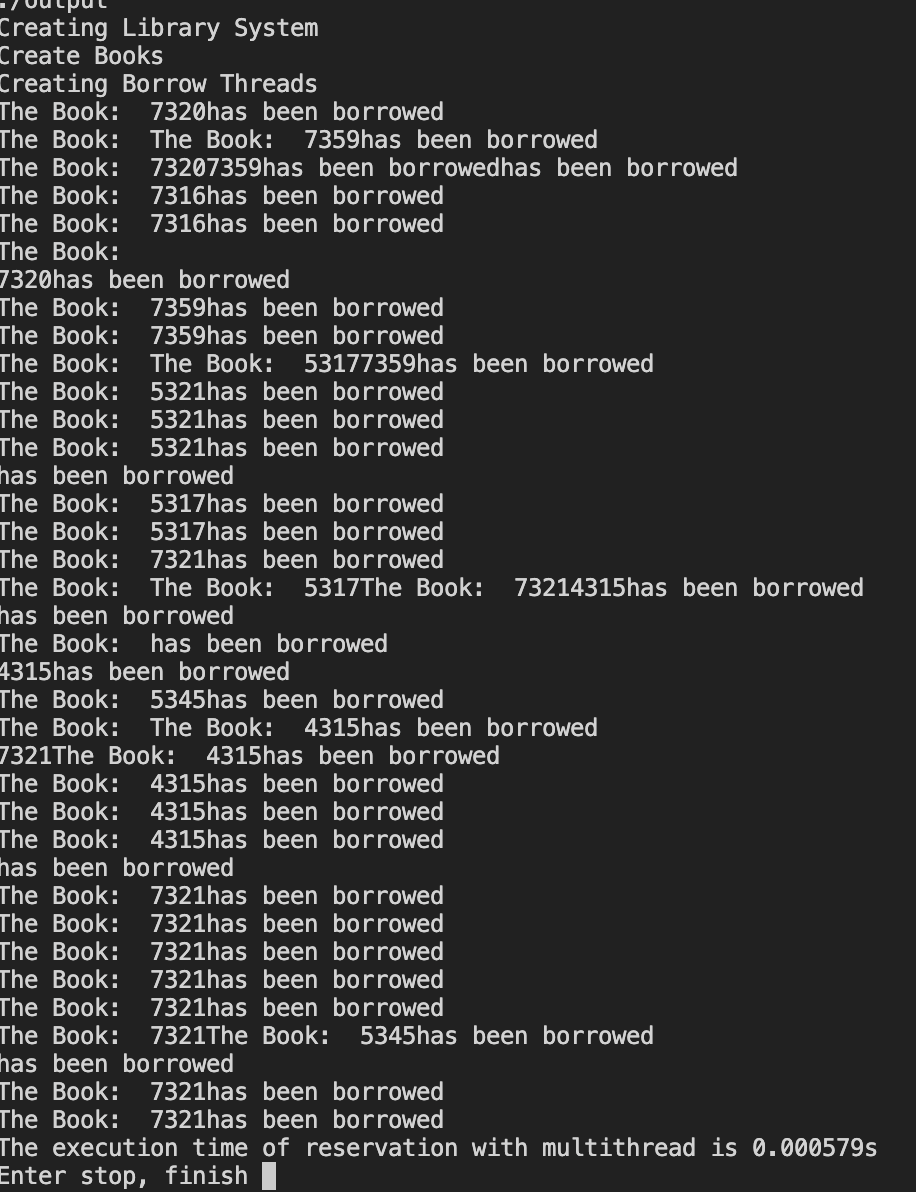 ./output
Creating Library System
Create Books
Creating Borrow Threads
The Book:  7320has been borrowed
The Book:  The Book:  7359has been borrowed
The Book:  73207359has been borrowedhas been borrowed
The Book:  7316has been borrowed
The Book:  7316has been borrowed
The Book:
7320has been borrowed
The Book:  7359has been borrowed
The Book:  7359has been borrowed
The Book:  The Book:  53177359has been borrowed
The Book:  5321has been borrowed
The Book:  5321has been borrowed
The Book:  5321has been borrowed
has been borrowed
The Book:  5317has been borrowed
The Book:  5317has been borrowed
The Book:  7321has been borrowed
The Book:  The Book:  5317The Book:  73214315has been borrowed
has been borrowed
The Book:  has been borrowed
4315has been borrowed
The Book:  5345has been borrowed
The Book:  The Book:  4315has been borrowed
7321The Book:  4315has been borrowed
The Book:  4315has been borrowed
The Book:  4315has been borrowed
The Book:  4315has been borrowed
has been borrowed
The Book:  7321has been borrowed
The Book:  7321has been borrowed
The Book:  7321has been borrowed
The Book:  7321has been borrowed
The Book:  7321has been borrowed
The Book:  7321The Book:  5345has been borrowed
has been borrowed
The Book:  7321has been borrowed
The Book:  7321has been borrowed
The execution time of reservation with multithread is 0.000579s
Enter stop, finish